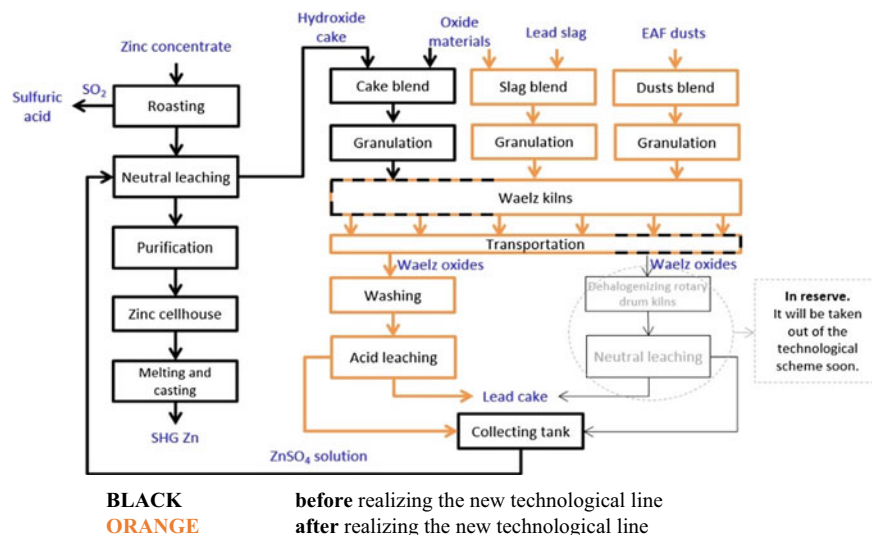 Hydroxide
cake
Oxide
materials
Lead slag
EAF dusts
Zinc concentrate
SO2
Sulfuric
acid
Roasting
Cake blend
Slag blend
Dusts blend
Neutral leaching
Granulation
Granulation
Granulation
Waelz kilns
Purification
Transportation
Waelz oxides
Waelz oxides
Washing
Dehalogenizing rotary
drum kilns
In reserve.
It will be taken
out of the
technological
scheme soon.
Zinc cellhouse
Acid leaching
Neutral leaching
Melting and
casting
Lead cake
SHG Zn
Collecting tank
ZnSO4 solution
BLACK before realizing the new technological line
ORANGE after realizing the new technological line